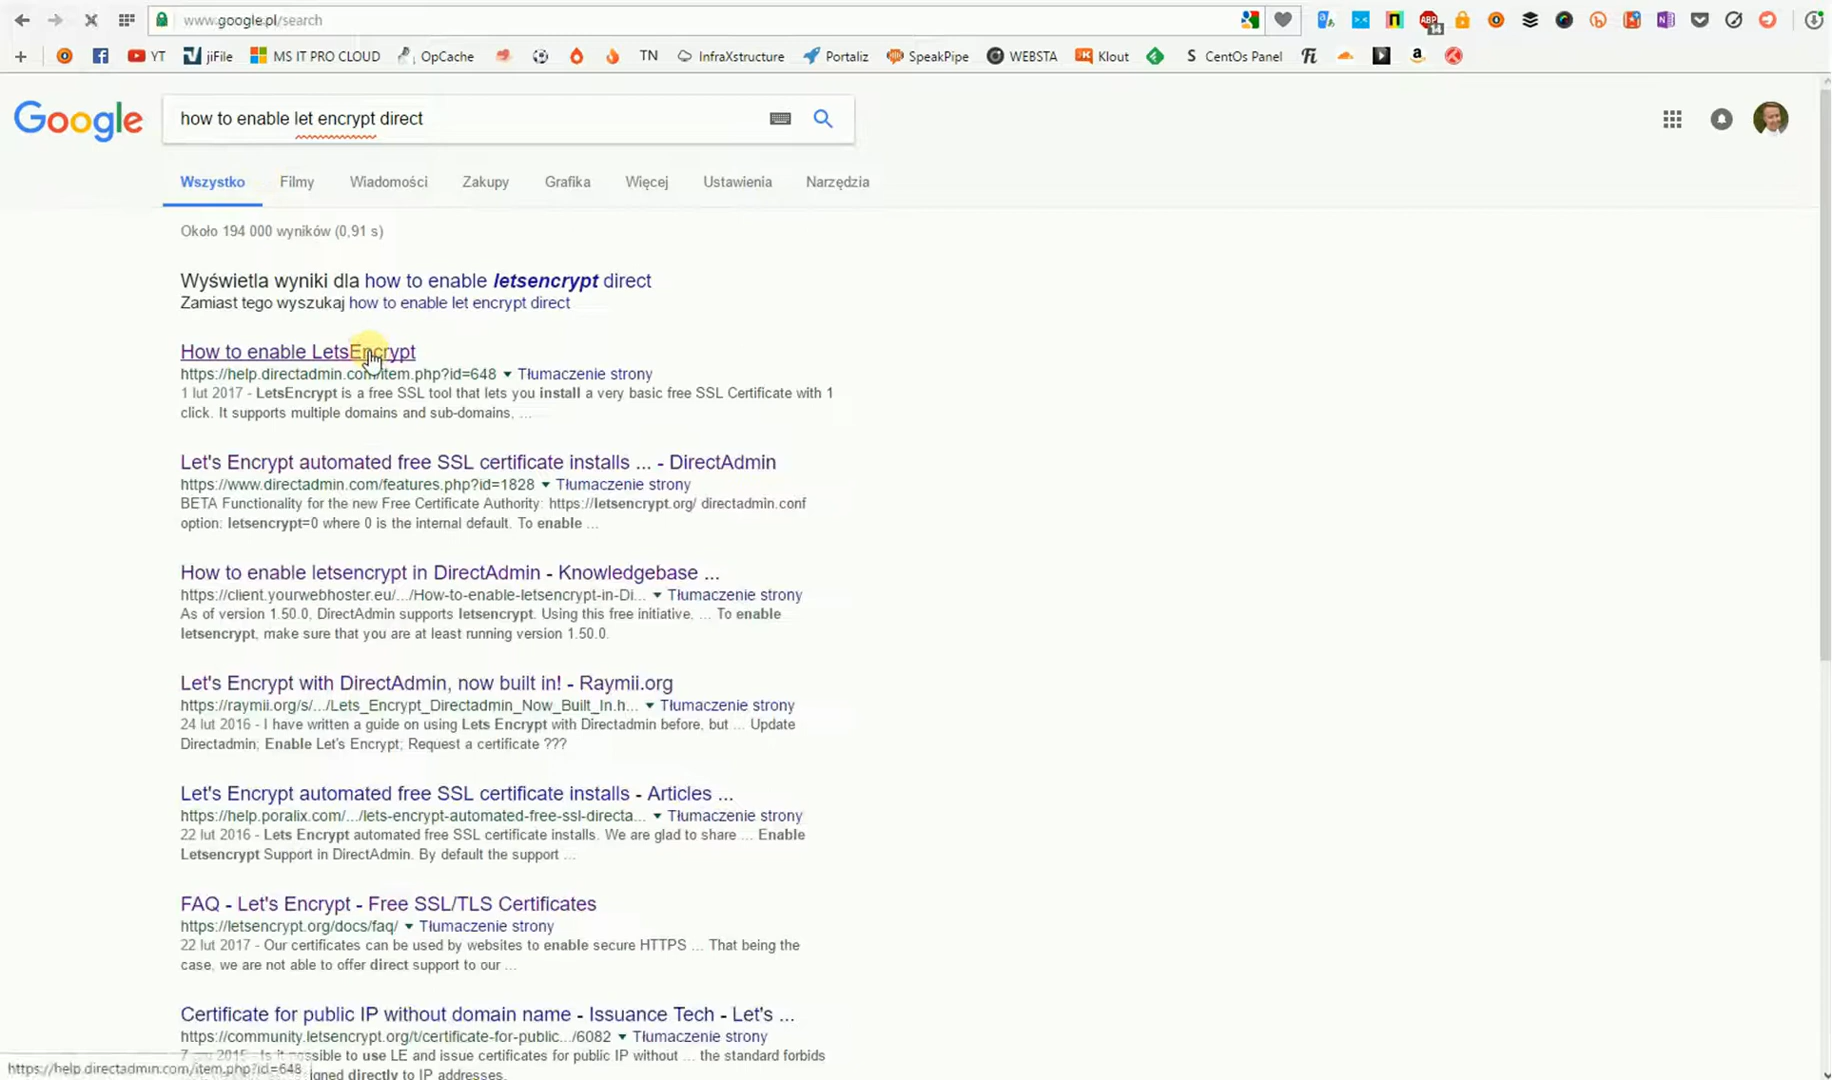 www.google.pl/search
YT
jiFile
MS IT PRO CLOUD
OpCache
TN
InfraXstructure
Portaliz
SpeakPipe
WEBSTA
Klout
CentOs Panel
Google
how to enable let encrypt direct
Wszystko
Filmy
Wiadomości
Zakupy
Grafika
Więcej
Ustawienia
Narzędzia
Około 194 000 wyników (0,91 s)
Wyświetla wyniki dla how to enable letsencrypt direct
Zamiast tego wyszukaj how to enable let encrypt direct
How to enable LetsEncrypt
https://help.directadmin.com/item.php?id=648 Tłumaczenie strony
1 lut 2017 - LetsEncrypt is a free SSL tool that lets you install a very basic free SSL Certificate with 1
click. It supports multiple domains and sub-domains, ...
Let's Encrypt automated free SSL certificate installs ... - DirectAdmin
https://www.directadmin.com/features.php?id=1828 Tłumaczenie strony
BETA Functionality for the new Free Certificate Authority: https://letsencrypt.org/ directadmin.conf
option: letsencrypt=0 where 0 is the internal default. To enable ...
How to enable letsencrypt in DirectAdmin - Knowledgebase ...
https://client.yourwebhoster.eu/.../How-to-enable-letsencrypt-in-Di... Tłumaczenie strony
As of version 1.50.0, DirectAdmin supports letsencrypt. Using this free initiative, ... To enable
letsencrypt, make sure that you are at least running version 1.50.0.
Let's Encrypt with DirectAdmin, now built in! - Raymii.org
https://raymii.org/s/.../Lets_Encrypt_Directadmin_Now_Built_In.h... Tłumaczenie strony
24 lut 2016 - I have written a guide on using Lets Encrypt with Directadmin before, but ... Update
Directadmin; Enable Let's Encrypt; Request a certificate ???
Let's Encrypt automated free SSL certificate installs - Articles ...
https://help.poralix.com/.../lets-encrypt-automated-free-ssl-directa... Tłumaczenie strony
22 lut 2016 - Lets Encrypt automated free SSL certificate installs. We are glad to share ... Enable
Letsencrypt Support in DirectAdmin. By default the support ...
FAQ - Let's Encrypt - Free SSL/TLS Certificates
https://letsencrypt.org/docs/faq/ Tłumaczenie strony
22 lut 2017 - Our certificates can be used by websites to enable secure HTTPS ... That being the
case, we are not able to offer direct support to our ...
Certificate for public IP without domain name - Issuance Tech - Let's ...
https://community.letsencrypt.org/t/certificate-for-public.../6082 Tłumaczenie strony
2015 - Is it possible to use LE and issue certificates for public IP without ... the standard forbids
https://help.directadmin.com/item.php?id=648
directly to IP addresses.